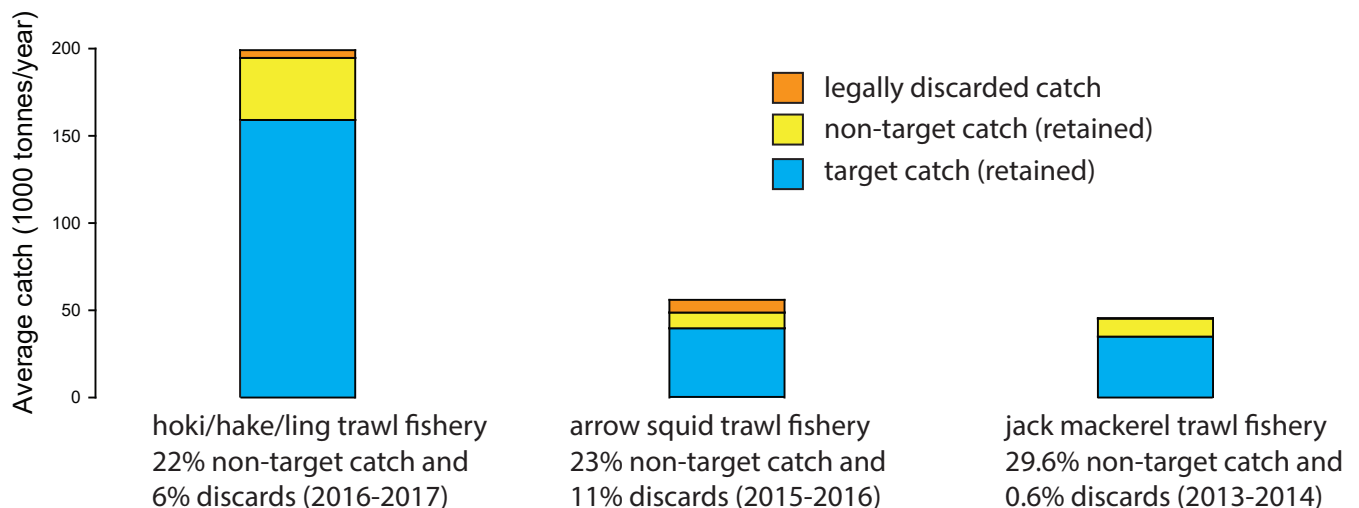 Average catch (1000 tonnes/year)
200
150
100
50
0
legally discarded catch
non-target catch (retained)
target catch (retained)
hoki/hake/ling trawl fishery
22% non-target catch and
6% discards (2016-2017)
arrow squid trawl fishery
23% non-target catch and
11% discards (2015-2016)
jack mackerel trawl fishery
29.6% non-target catch and
0.6% discards (2013-2014)